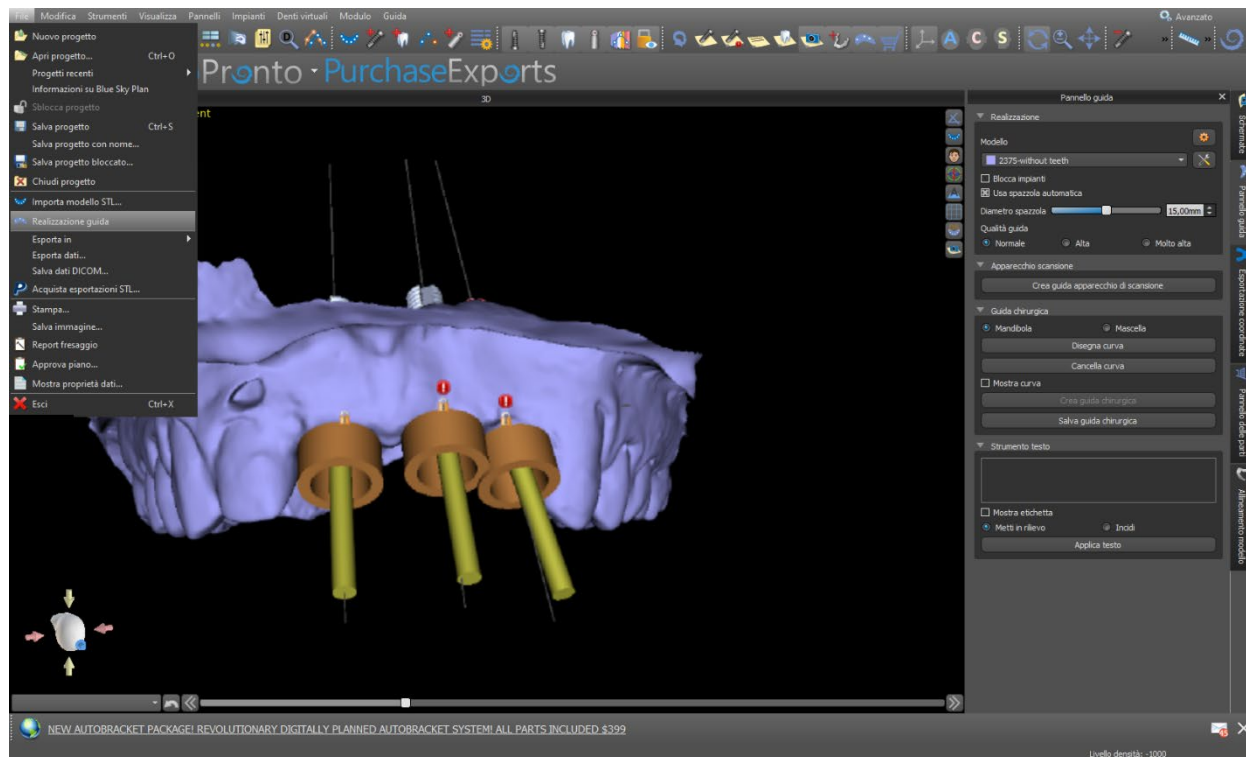 File Modifica Strumenti Visualizza Pannelli Impianti Denti virtuali Modulo Guida
Avanzato
Nuovo progetto
Apri progetto... Ctrl+O
Progetti recenti
Informazioni su Blue Sky Plan
Sblocca progetto
Salva progetto Ctrl+S
Salva progetto con nome...
Salva progetto bloccato...
Chiudi progetto
Importa modello STL...
Realizzazione guida
Esporta in
Esporta dati...
Salva dati DICOM...
Acquista esportazioni STL...
Stampa...
Salva immagine...
Report fresaggio
Approva piano...
Mostra proprietà dati...
Esci Ctrl+X
Pronto - PurchaseExports
3D
Pannello guida
Realizzazione
Modello
2375-without teeth
Blocca impianti
Usa spazzola automatica
Diametro spazzola 15,00mm
Qualità guida
Normale Alta Molto alta
Apparecchio scansione
Crea guida apparecchio di scansione
Guida chirurgica
Mandibola Mascella
Disegna curva
Cancella curva
Mostra curva
Crea guida chirurgica
Salva guida chirurgica
Strumento testo
Mostra etichetta
Metti in rilievo Incidi
Applica testo
Schermate
Pannello guida
Esportazione coordinate
Pannello delle parti
Allineamento modello
NEW AUTOBRACKET PACKAGE! REVOLUTIONARY DIGITALLY PLANNED AUTOBRACKET SYSTEM! ALL PARTS INCLUDED $399
45
Livello densità: -1000